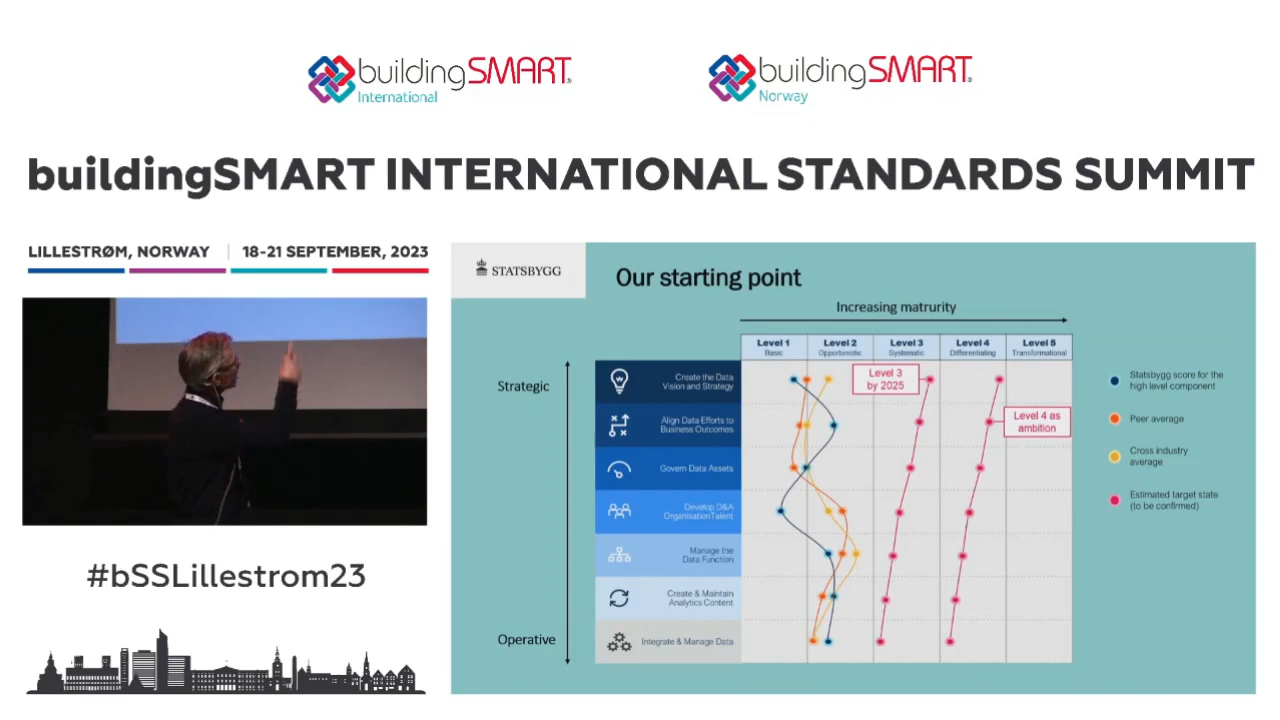 buildingSMART®
International
buildingSMART®
Norway
buildingSMART INTERNATIONAL STANDARDS SUMMIT
LILLESTRØM, NORWAY | 18-21 SEPTEMBER, 2023
STATSBYGG
Our starting point
Increasing matrurity
Level 1
Basic
Level 2
Opportunistic
Level 3
Systematic
Level 4
Differentiating
Level 5
Transformational
Strategic
Operative
Create the Data
Vision and Strategy
Align Data Efforts to
Business Outcomes
Govern Data Assets
Develop D&A
OrganisationTalent
Manage the
Data Function
Create & Maintain
Analytics Content
Integrate & Manage Data
Level 3
by 2025
Level 4 as
ambition
Statsbygg score for the
high level component
Peer average
Cross industry
average
Estimated target state
(to be confirmed)
#bSSLillestrom23